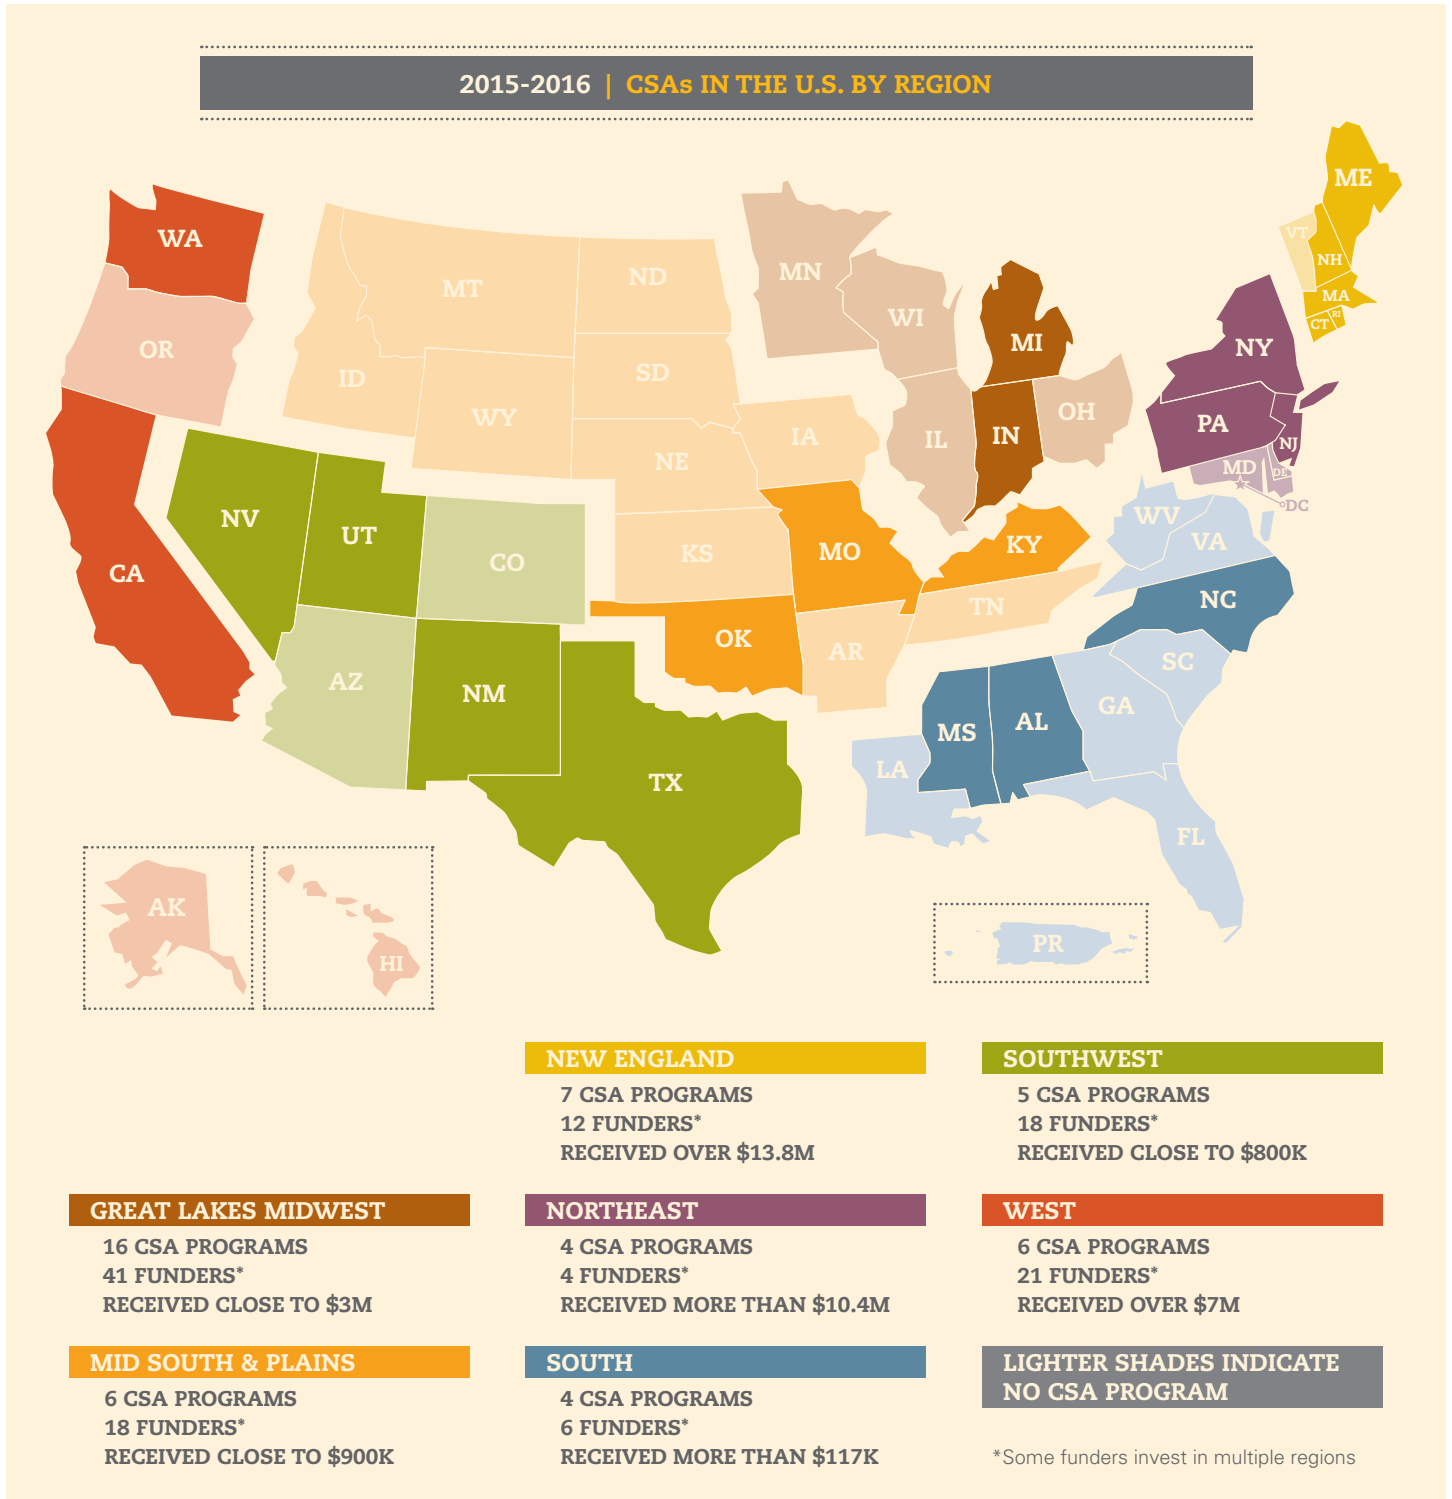 2015-2016 | CSAs IN THE U.S. BY REGION
ME
WA
VT
NH
MT
ND
MN
MA
RI
CT
WI
OR
MI
NY
ID
SD
WY
OH
PA
IA
IL
IN
NJ
NE
MD
DE
DC
NV
UT
WV
VA
CO
KS
MO
KY
CA
NC
TN
OK
AR
AZ
NM
SC
GA
MS
AL
LA
TX
FL
AK
HI
PR
NEW ENGLAND
7 CSA PROGRAMS
12 FUNDERS*
RECEIVED OVER $13.8M
SOUTHWEST
5 CSA PROGRAMS
18 FUNDERS*
RECEIVED CLOSE TO $800K
GREAT LAKES MIDWEST
16 CSA PROGRAMS
41 FUNDERS*
RECEIVED CLOSE TO $3M
NORTHEAST
4 CSA PROGRAMS
4 FUNDERS*
RECEIVED MORE THAN $10.4M
WEST
6 CSA PROGRAMS
21 FUNDERS*
RECEIVED OVER $7M
MID SOUTH & PLAINS
6 CSA PROGRAMS
18 FUNDERS*
RECEIVED CLOSE TO $900K
SOUTH
4 CSA PROGRAMS
6 FUNDERS*
RECEIVED MORE THAN $117K
LIGHTER SHADES INDICATE
NO CSA PROGRAM
*Some funders invest in multiple regions